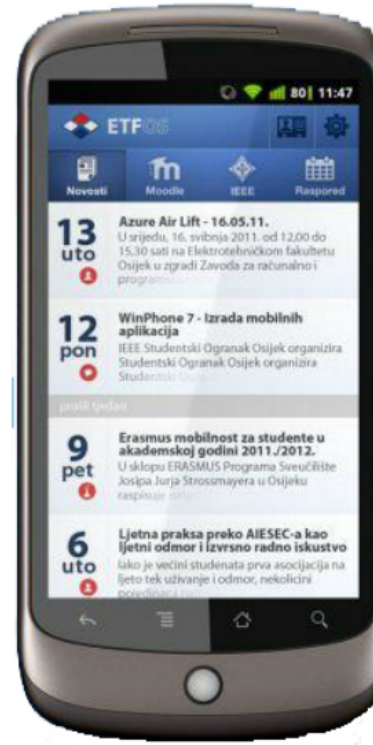 80 11:47
ETFOS
Novosti
Moodle
IEEE
Raspored
13
uto
Azure Air Lift - 16.05.11.
U srijedu, 16. svibnja 2011. od 12,00 do
15,30 sati na Elektrotehničkom fakultetu
Osijek u zgradi Zavoda za računalno i
12
pon
WinPhone 7 - Izrada mobilnih
aplikacija
IEEE Studentski Ogranak Osijek organizira
Studentski Ogranak Osijek organizira
Studentski
prošli tjedan
9
pet
Erasmus mobilnost za studente u
akademskoj godini 2011./2012.
U sklopu ERASMUS Programa Sveučilište
Josipa Jurja Strossmayera u Osijeku
raspisuje
6
uto
Ljetna praksa preko AIESEC-a kao
ljetni odmor i izvrsno radno iskustvo
Iako je većini studenata prva asocijacija na
ljeto tek uživanje i odmor, nekolicini
pojedinaca